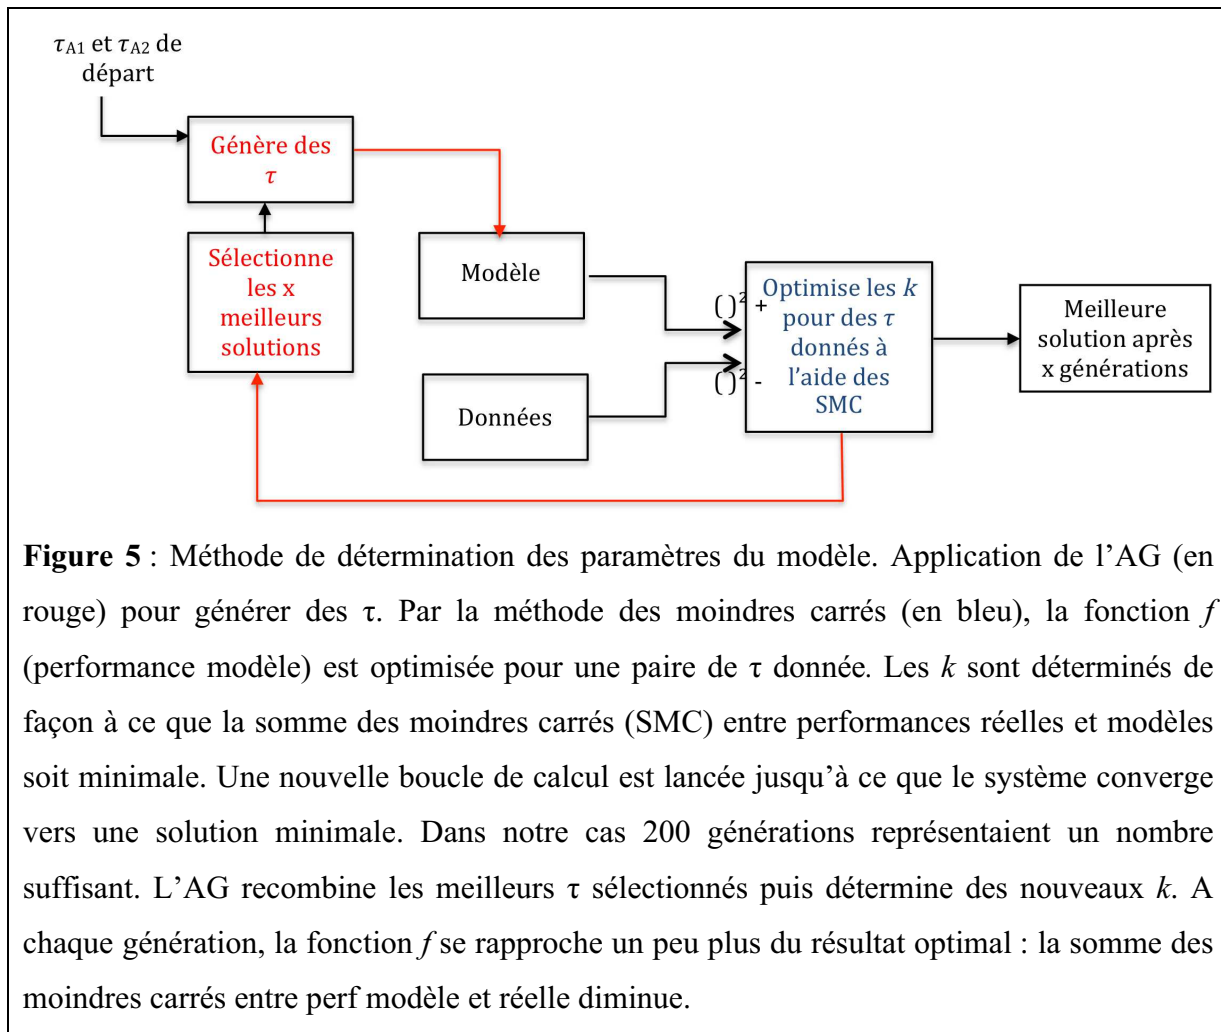 τA1 et τA2 de
départ
Génère des
τ
Sélectionne
les x
meilleurs
solutions
Modèle
Données
()² +
()² -
Optimise les k
pour des τ
donnés à
l’aide des
SMC
Meilleure
solution après
x générations
Figure 5 : Méthode de détermination des paramètres du modèle. Application de l’AG (en
rouge) pour générer des τ. Par la méthode des moindres carrés (en bleu), la fonction f
(performance modèle) est optimisée pour une paire de τ donnée. Les k sont déterminés de
façon à ce que la somme des moindres carrés (SMC) entre performances réelles et modèles
soit minimale. Une nouvelle boucle de calcul est lancée jusqu’à ce que le système converge
vers une solution minimale. Dans notre cas 200 générations représentaient un nombre
suffisant. L’AG recombine les meilleurs τ sélectionnés puis détermine des nouveaux k. A
chaque génération, la fonction f se rapproche un peu plus du résultat optimal : la somme des
moindres carrés entre perf modèle et réelle diminue.